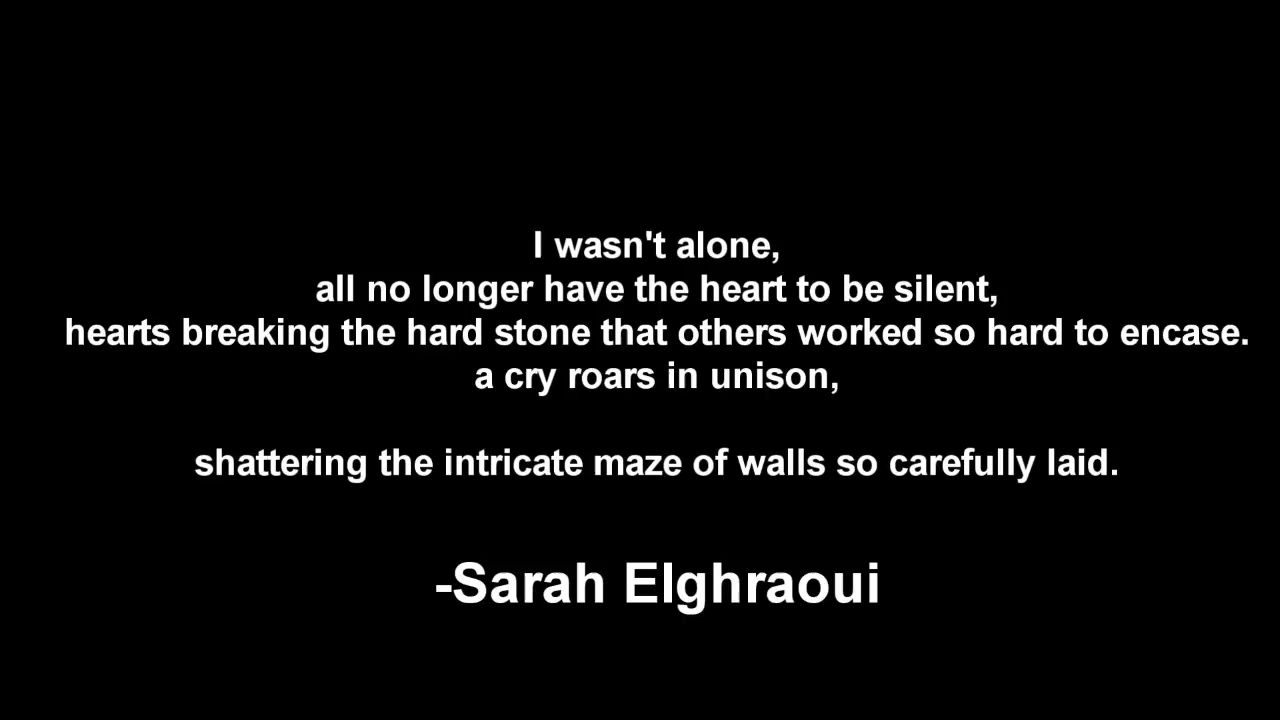 I wasn't alone,
all no longer have the heart to be silent,
hearts breaking the hard stone that others worked so hard to encase.
a cry roars in unison,
shattering the intricate maze of walls so carefully laid.
-Sarah Elghraoui